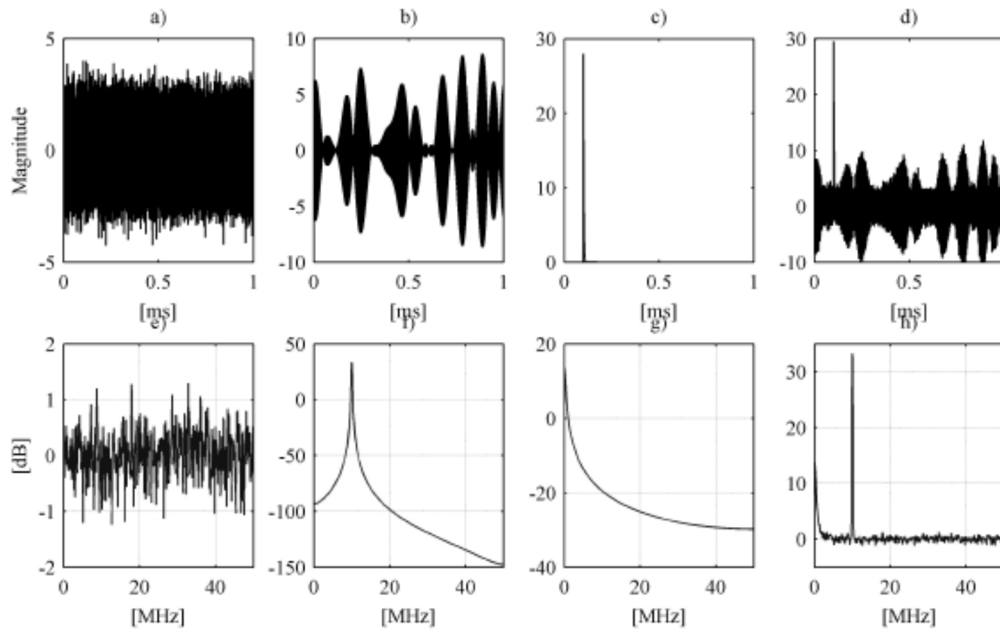 a) b) c) d)
5 10 30 30
Magnitude
0 5 0 -5 20 10 0 20 10 0
-5 -10 -10
0 0.5 1 0 0.5 1 0 0.5 1 0 0.5
[ms] [ms] [ms] [ms]
e) f) g) h)
2 50 20
[dB]
1 0 -1 0 -50 -100 0 -20 30 20 10 0
-2 -150 -40
0 20 40 0 20 40 0 20 40 0 20 40
[MHz] [MHz] [MHz] [MHz]